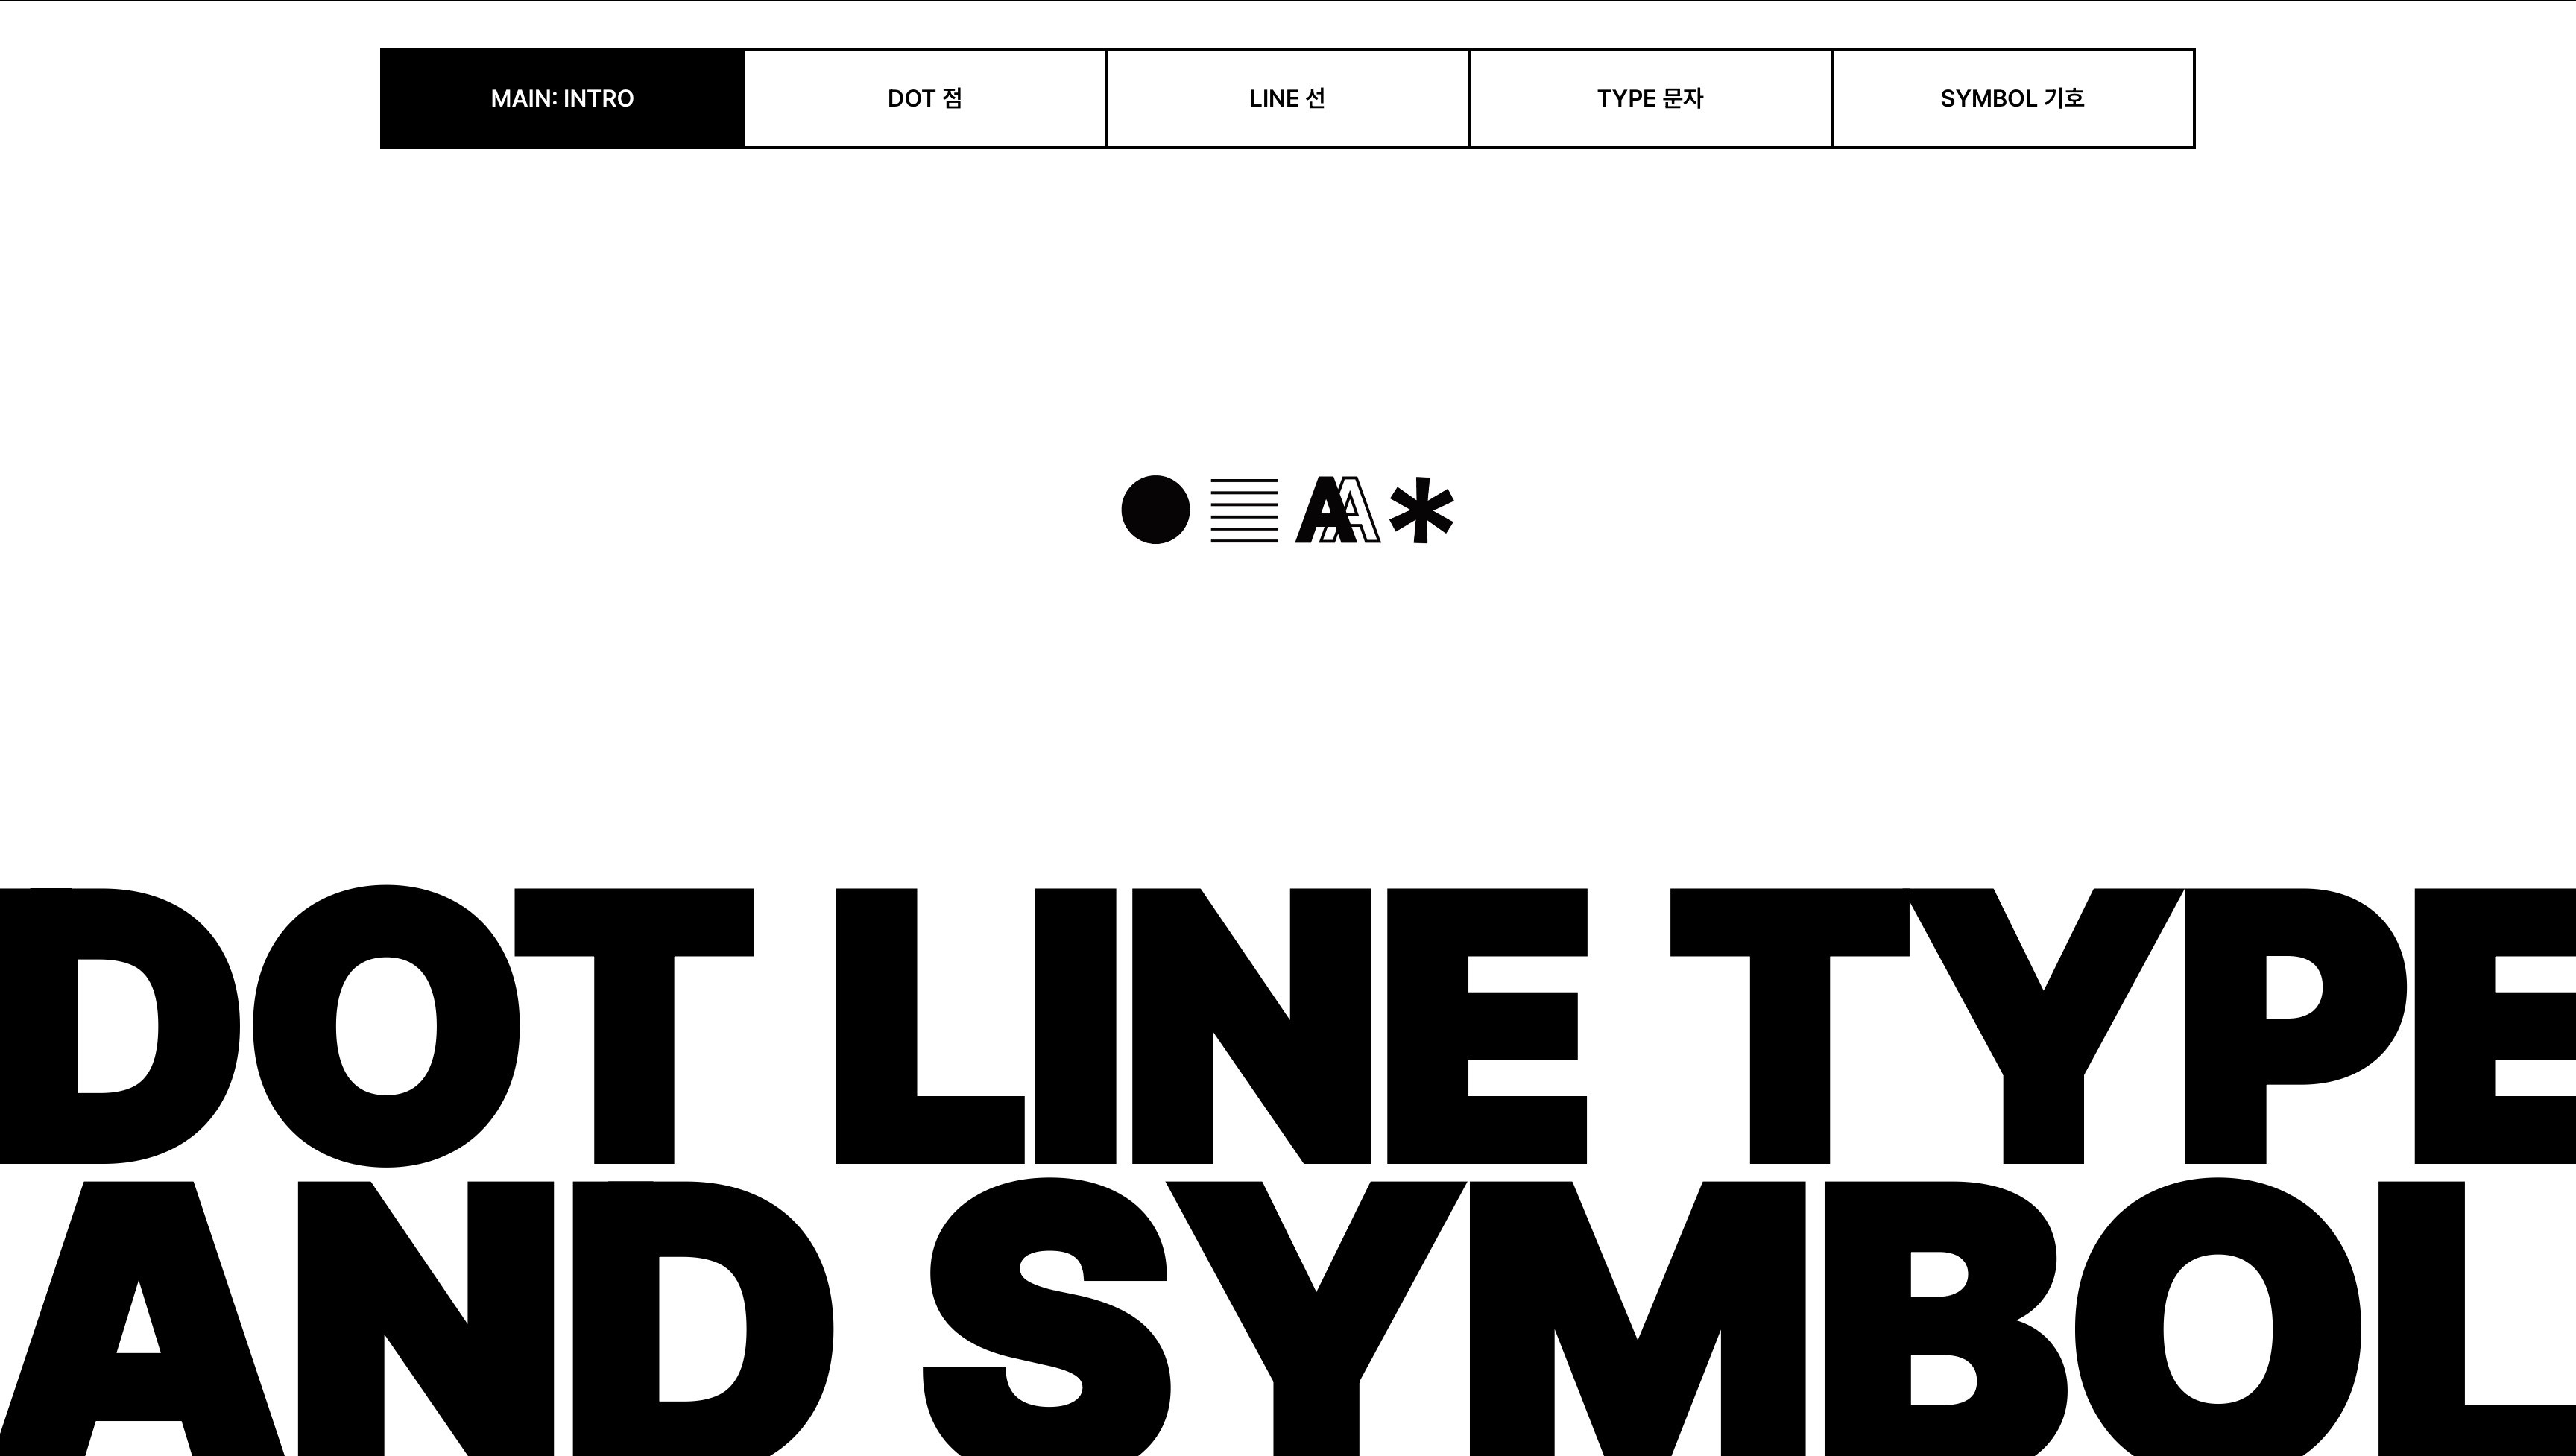 MAIN: INTRO
DOT 점
LINE 선
TYPE 문자
SYMBOL 기호
AA*
DOT LINE TYPE
AND SYMBOL